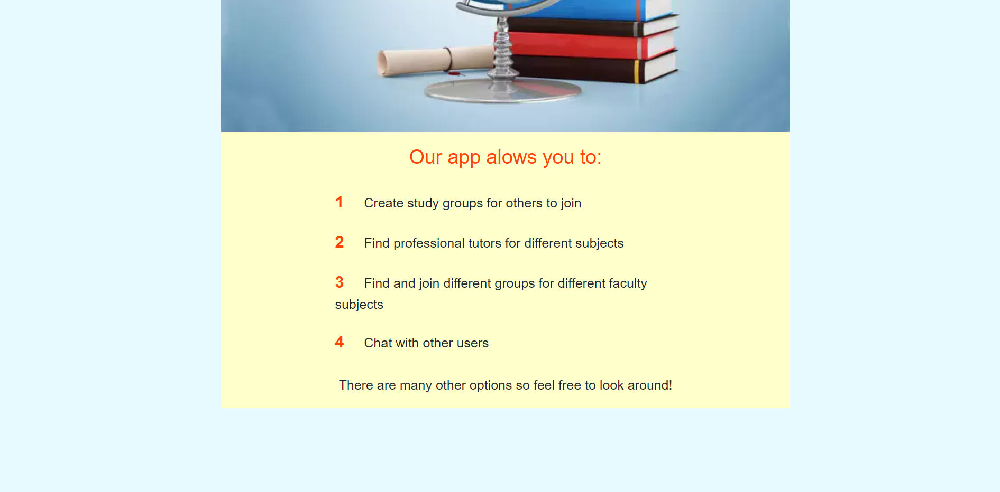 Our app alows you to:
1 Create study groups for others to join
2 Find professional tutors for different subjects
3 Find and join different groups for different faculty
subjects
4 Chat with other users
There are many other options so feel free to look around!